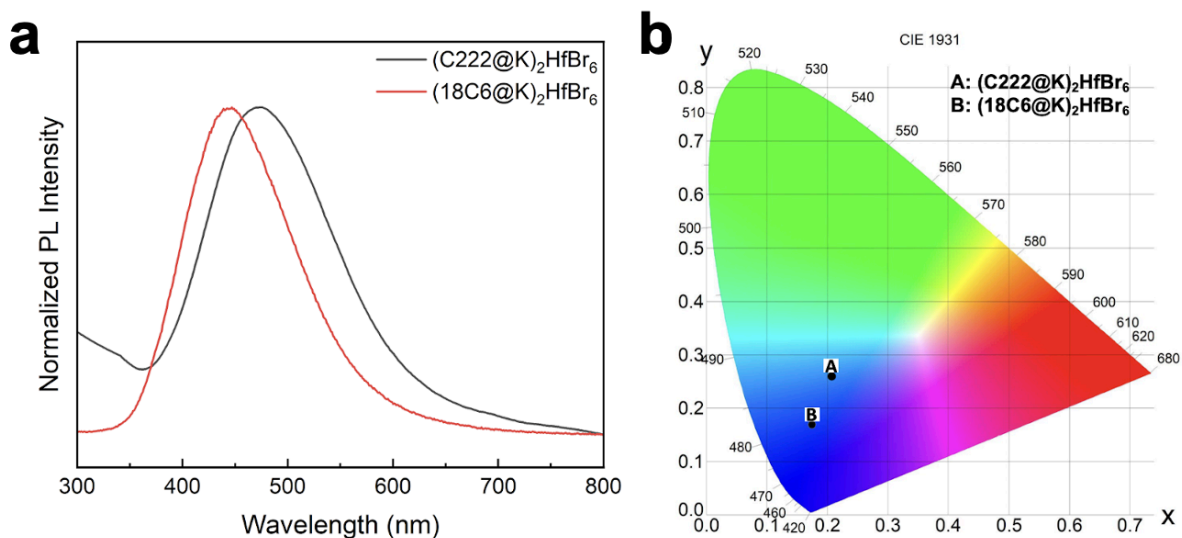 a
(C222@K)₂HfBr₆
(18C6@K)₂HfBr₆
Normalized PL Intensity
300 400 500 600 700 800
Wavelength (nm)
b
y
CIE 1931
A: (C222@K)₂HfBr₆
B: (18C6@K)₂HfBr₆
520
530
540
550
560
570
580
590
600
610
620
680
510
500
490
480
470
460
420
0.8
0.7
0.6
0.5
0.4
0.3
0.2
0.1
0.0
A
B
0.0 0.1 0.2 0.3 0.4 0.5 0.6 0.7
x